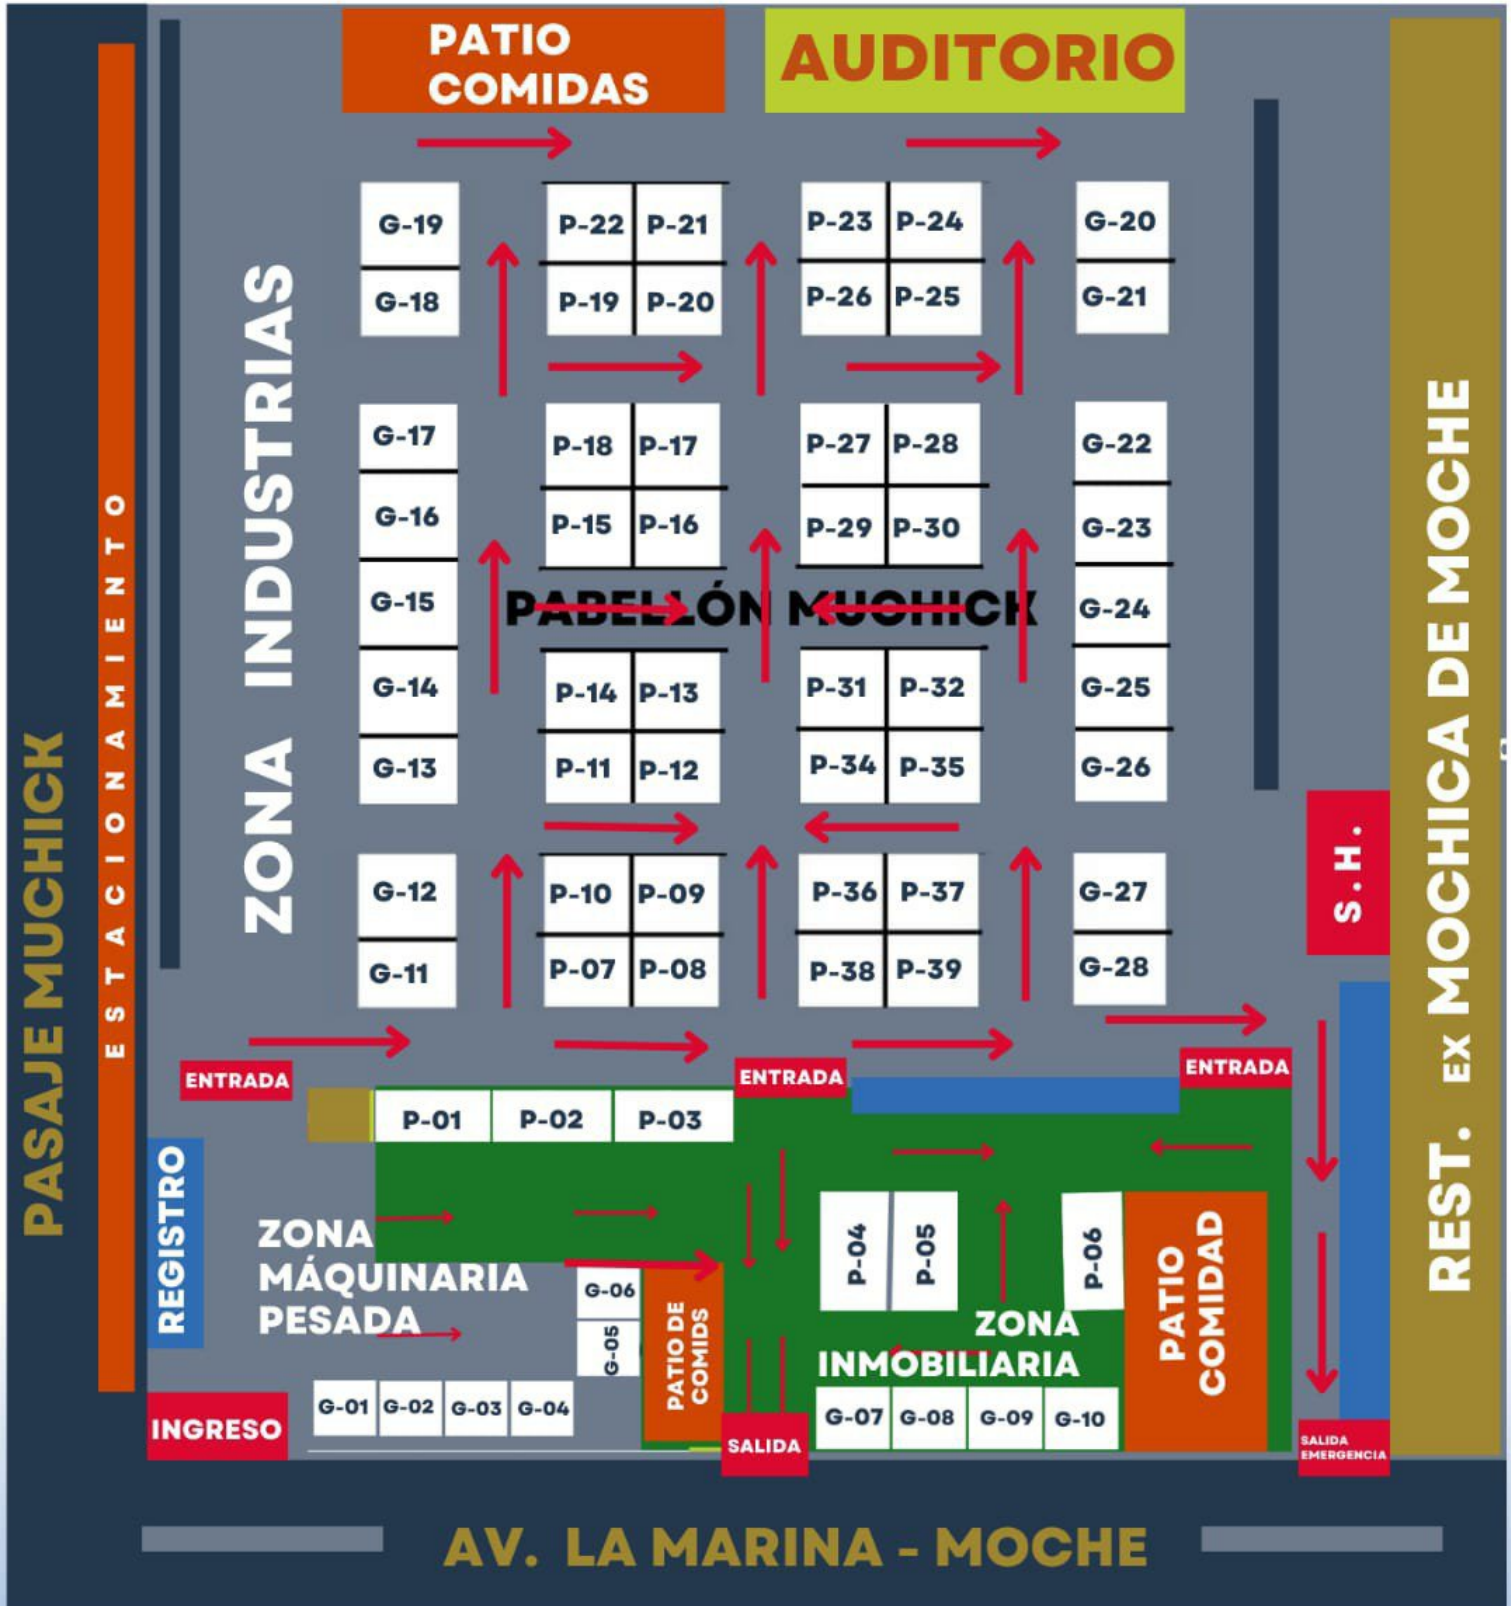 PATIO
COMIDAS
AUDITORIO
G-19
P-22
P-21
P-23
P-24
G-20
G-18
P-19
P-20
P-26
P-25
G-21
G-17
P-18
P-17
P-27
P-28
G-22
G-16
P-15
P-16
P-29
P-30
G-23
G-15
PABELLÓN MUCHICK
G-24
G-14
P-14
P-13
P-31
P-32
G-25
G-13
P-11
P-12
P-34
P-35
G-26
G-12
P-10
P-09
P-36
P-37
G-27
G-11
P-07
P-08
P-38
P-39
G-28
ZONA INDUSTRIAS
ESTACIONAMIENTO
PASAJE MUCHICK
S.H.
REST. EX MOCHICA DE MOCHE
ENTRADA
ENTRADA
ENTRADA
P-01
P-02
P-03
REGISTRO
ZONA
MÁQUINARIA
PESADA
G-06
G-05
PATIO DE
COMIDS
P-04
P-05
P-06
PATIO
COMIDAD
ZONA
INMOBILIARIA
G-01
G-02
G-03
G-04
G-07
G-08
G-09
G-10
INGRESO
SALIDA
SALIDA
EMERGENCIA
AV. LA MARINA - MOCHE